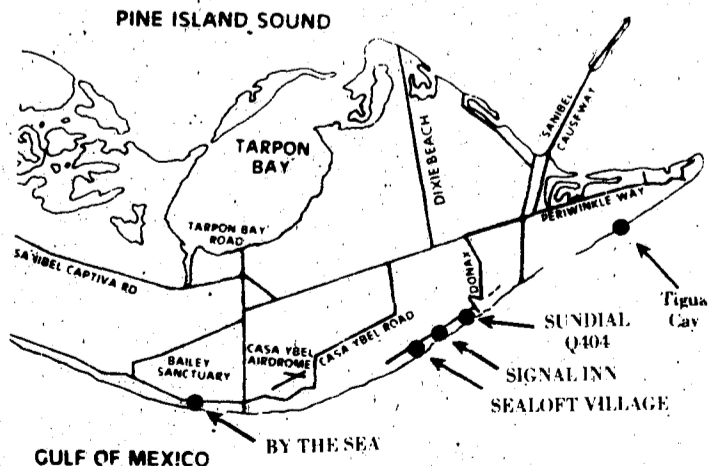 PINE ISLAND SOUND
SANIBEL
CAUSEWAY
TARPON
BAY
DIXIE BEACH
PERIWINKLE WAY
TARPON BAY
ROAD
SANIBEL CAPTIVA RD
DONAX
Tigua
Cay
SUNDIAL
Q404
CASA YBEL
AIRDROME
CASA YBEL ROAD
BAILEY
SANCTUARY
SIGNAL INN
SEALOFT VILLAGE
BY THE SEA
GULF OF MEXICO